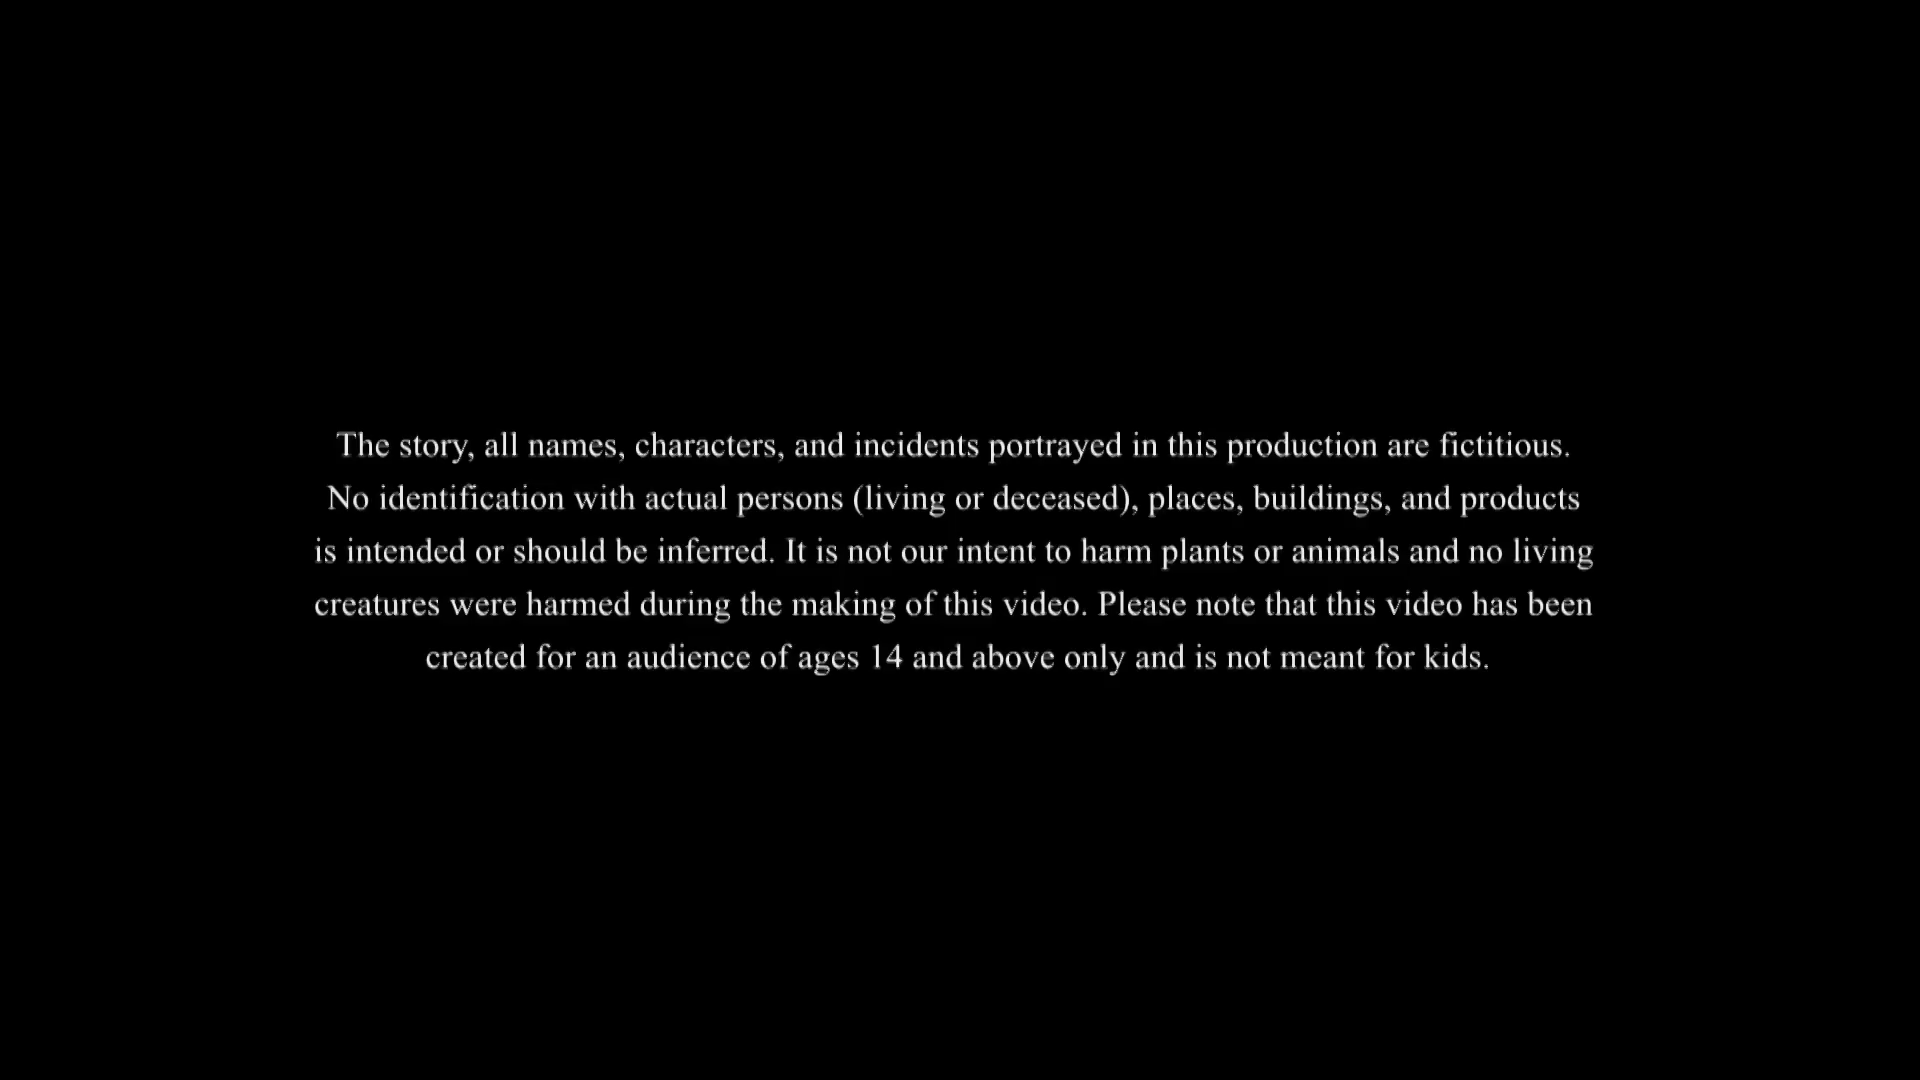 The story, all names, characters, and incidents portrayed in this production are fictitious.
No identification with actual persons (living or deceased), places, buildings, and products
is intended or should be inferred. It is not our intent to harm plants or animals and no living
creatures were harmed during the making of this video. Please note that this video has been
created for an audience of ages 14 and above only and is not meant for kids.